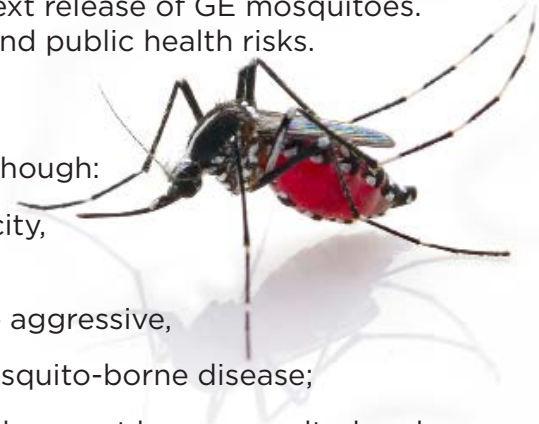 ext release of GE mosquitoes.
nd public health risks.
hough:
city,
aggressive,
squito-borne disease;